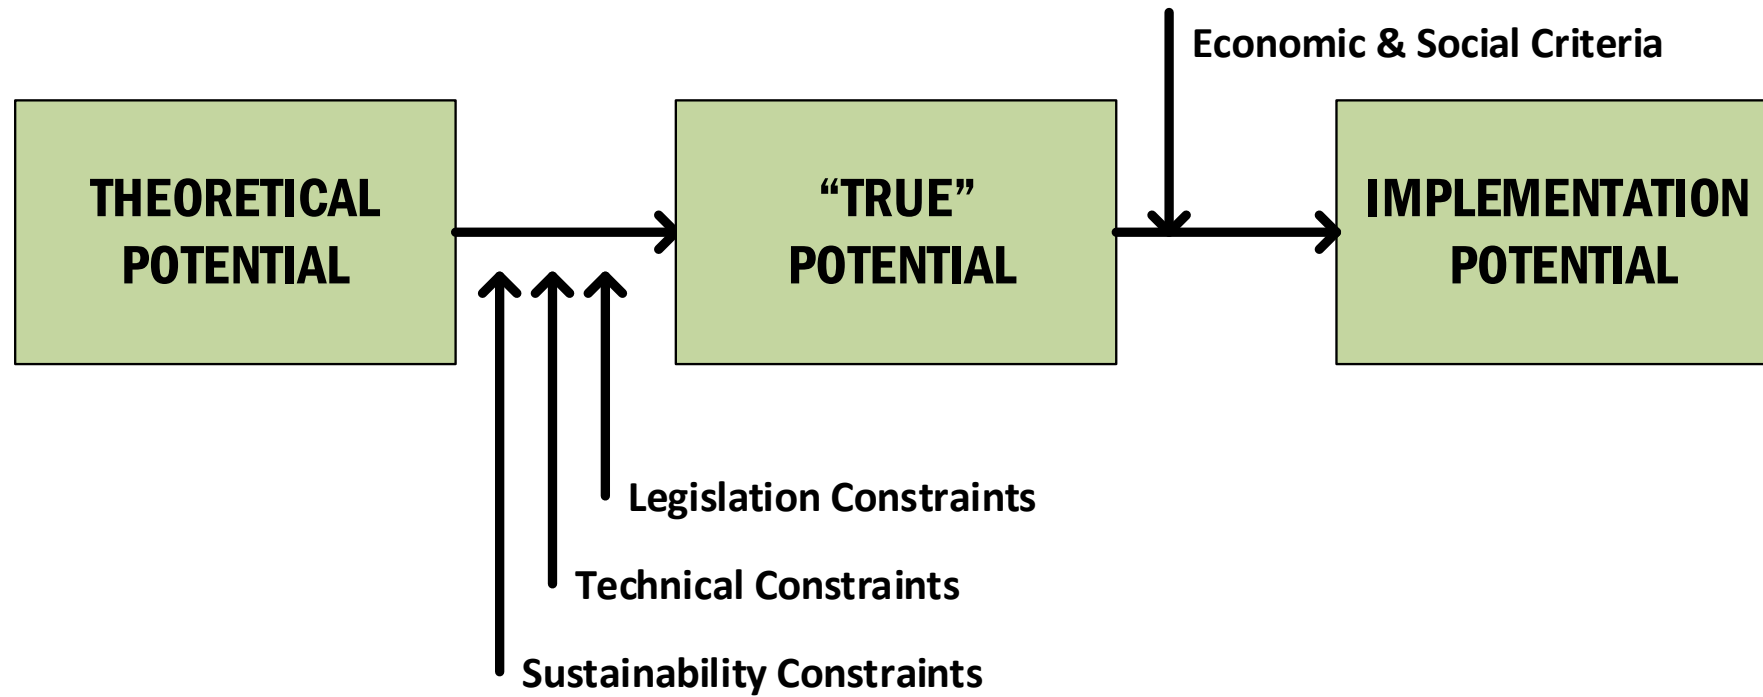 Economic & Social Criteria
THEORETICAL
POTENTIAL
“TRUE”
POTENTIAL
IMPLEMENTATION
POTENTIAL
Legislation Constraints
Technical Constraints
Sustainability Constraints